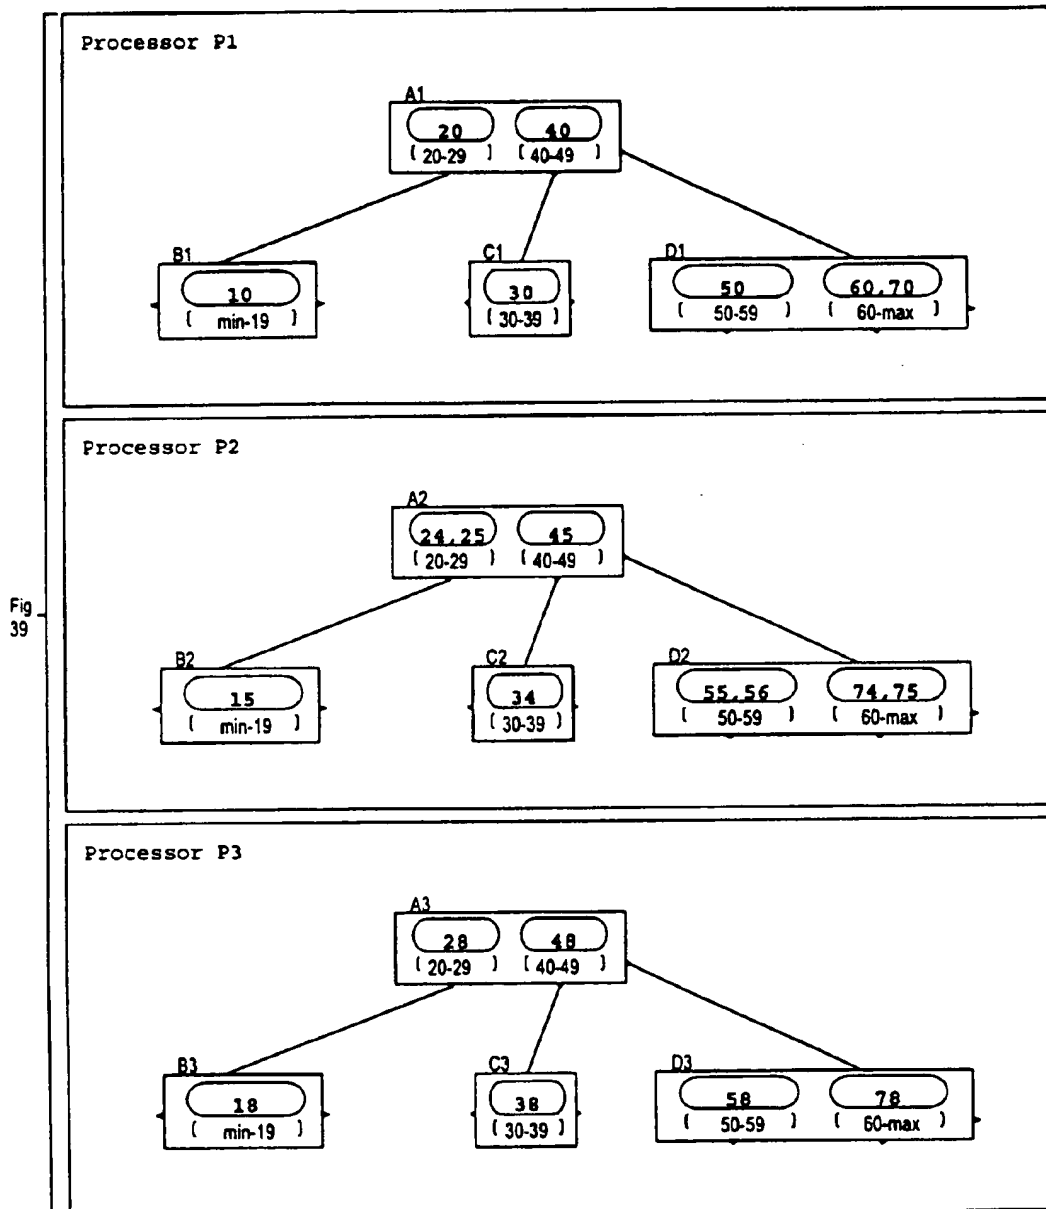 Processor P1
A1
20 40
( 20-29 ) ( 40-49 )
B1 C1 D1
10 30 50 60,70
( min-19 ) ( 30-39 ) ( 50-59 ) ( 60-max )
Processor P2
A2
24,25 45
( 20-29 ) ( 40-49 )
Fig
39
B2 C2 D2
15 34 55,56 74,75
( min-19 ) ( 30-39 ) ( 50-59 ) ( 60-max )
Processor P3
A3
28 48
( 20-29 ) ( 40-49 )
B3 C3 D3
18 38 58 78
( min-19 ) ( 30-39 ) ( 50-59 ) ( 60-max )